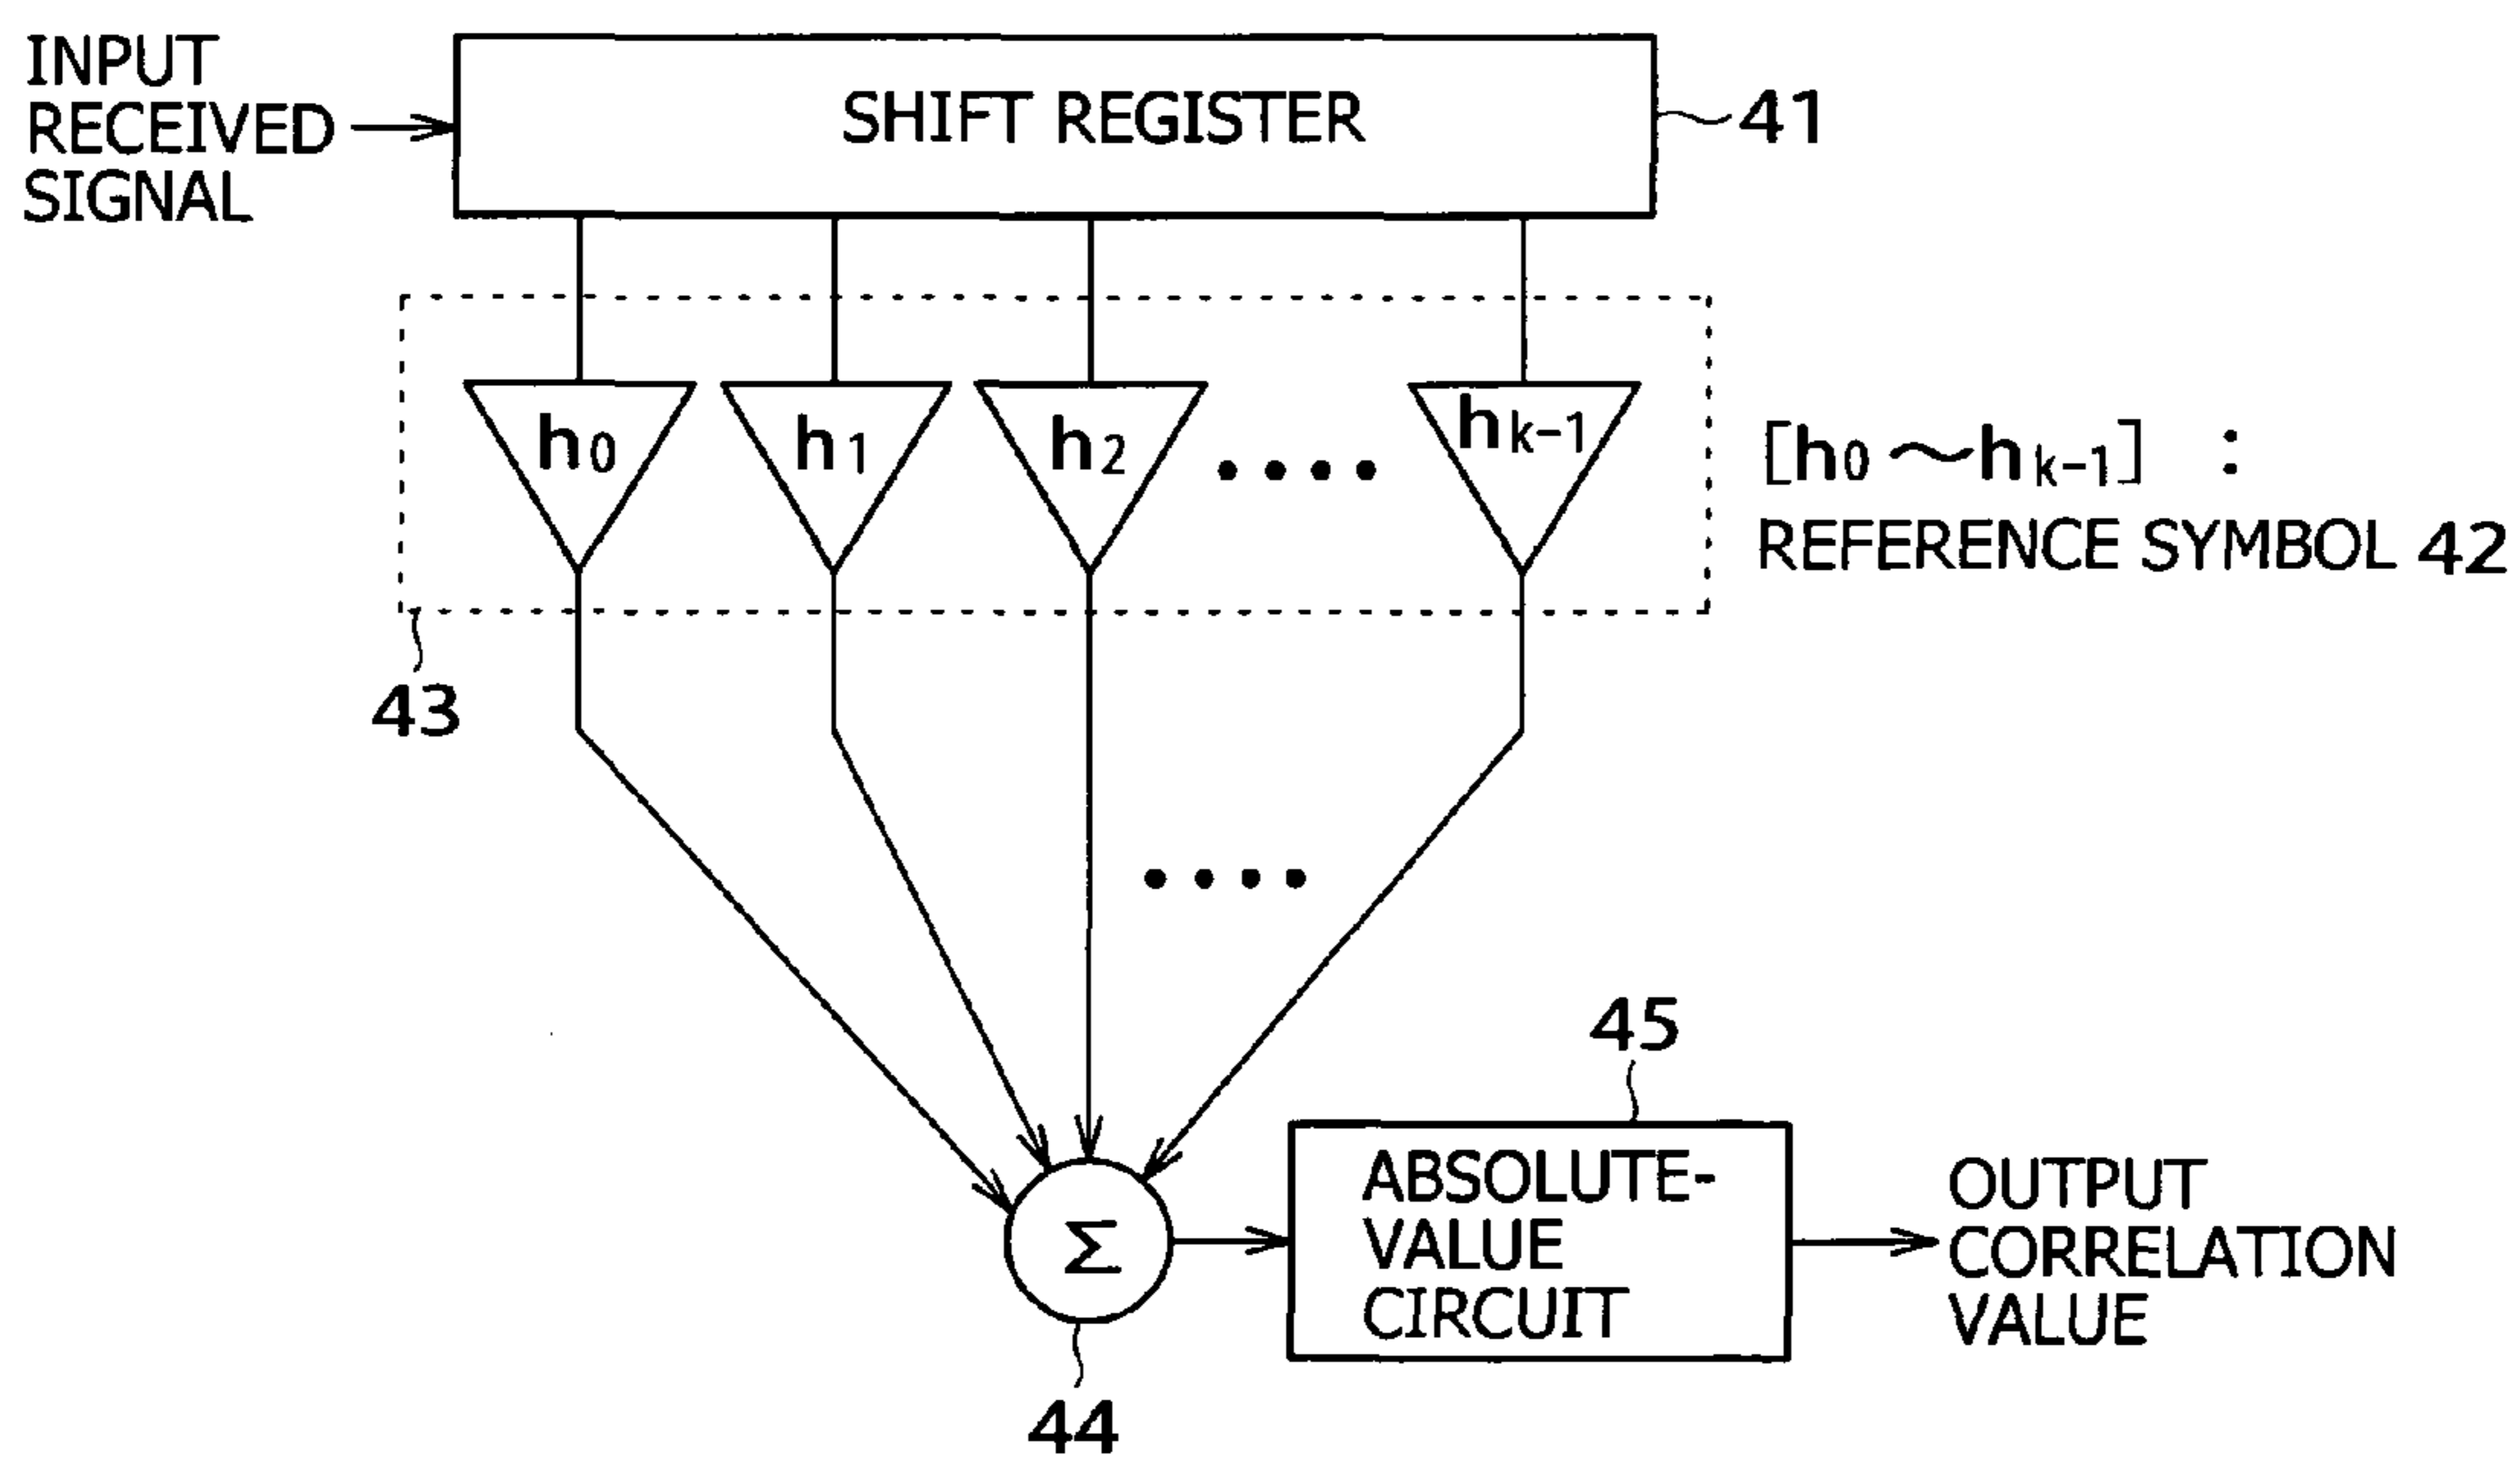 INPUT
RECEIVED
SIGNAL
SHIFT REGISTER
41
h0
h1
h2
hk-1
[h0~hk-1] :
REFERENCE SYMBOL 42
43
45
ABSOLUTE-
VALUE
CIRCUIT
OUTPUT
CORRELATION
VALUE
Σ
44